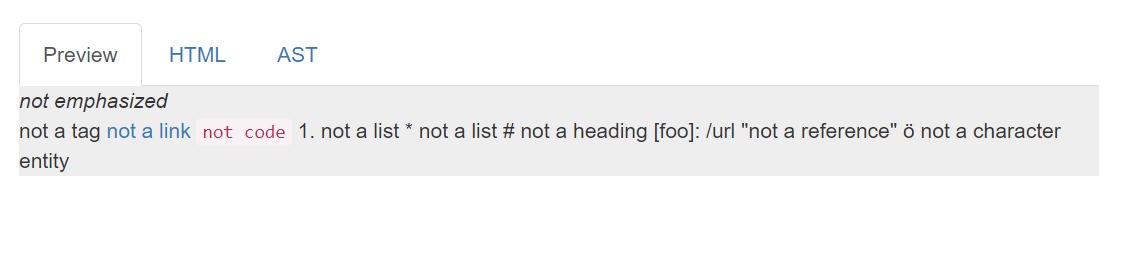 Preview HTML AST
not emphasized
not a tag not a link not code 1. not a list * not a list # not a heading [foo]: /url "not a reference" ö not a character
entity